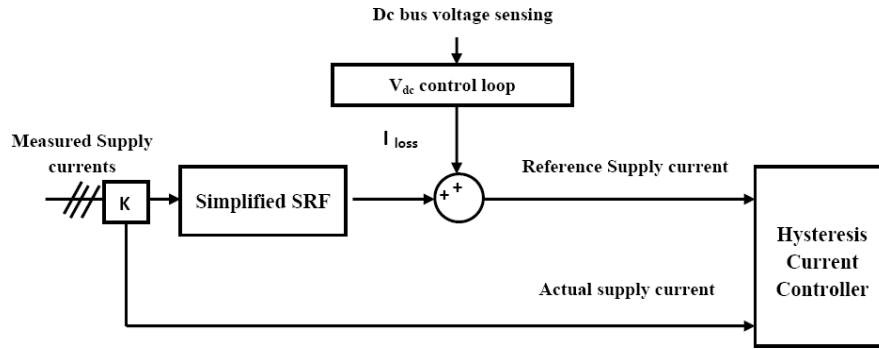 Dc bus voltage sensing
Vdc control loop
I loss
Measured Supply
currents
K
Simplified SRF
+ +
Reference Supply current
Actual supply current
Hysteresis
Current
Controller